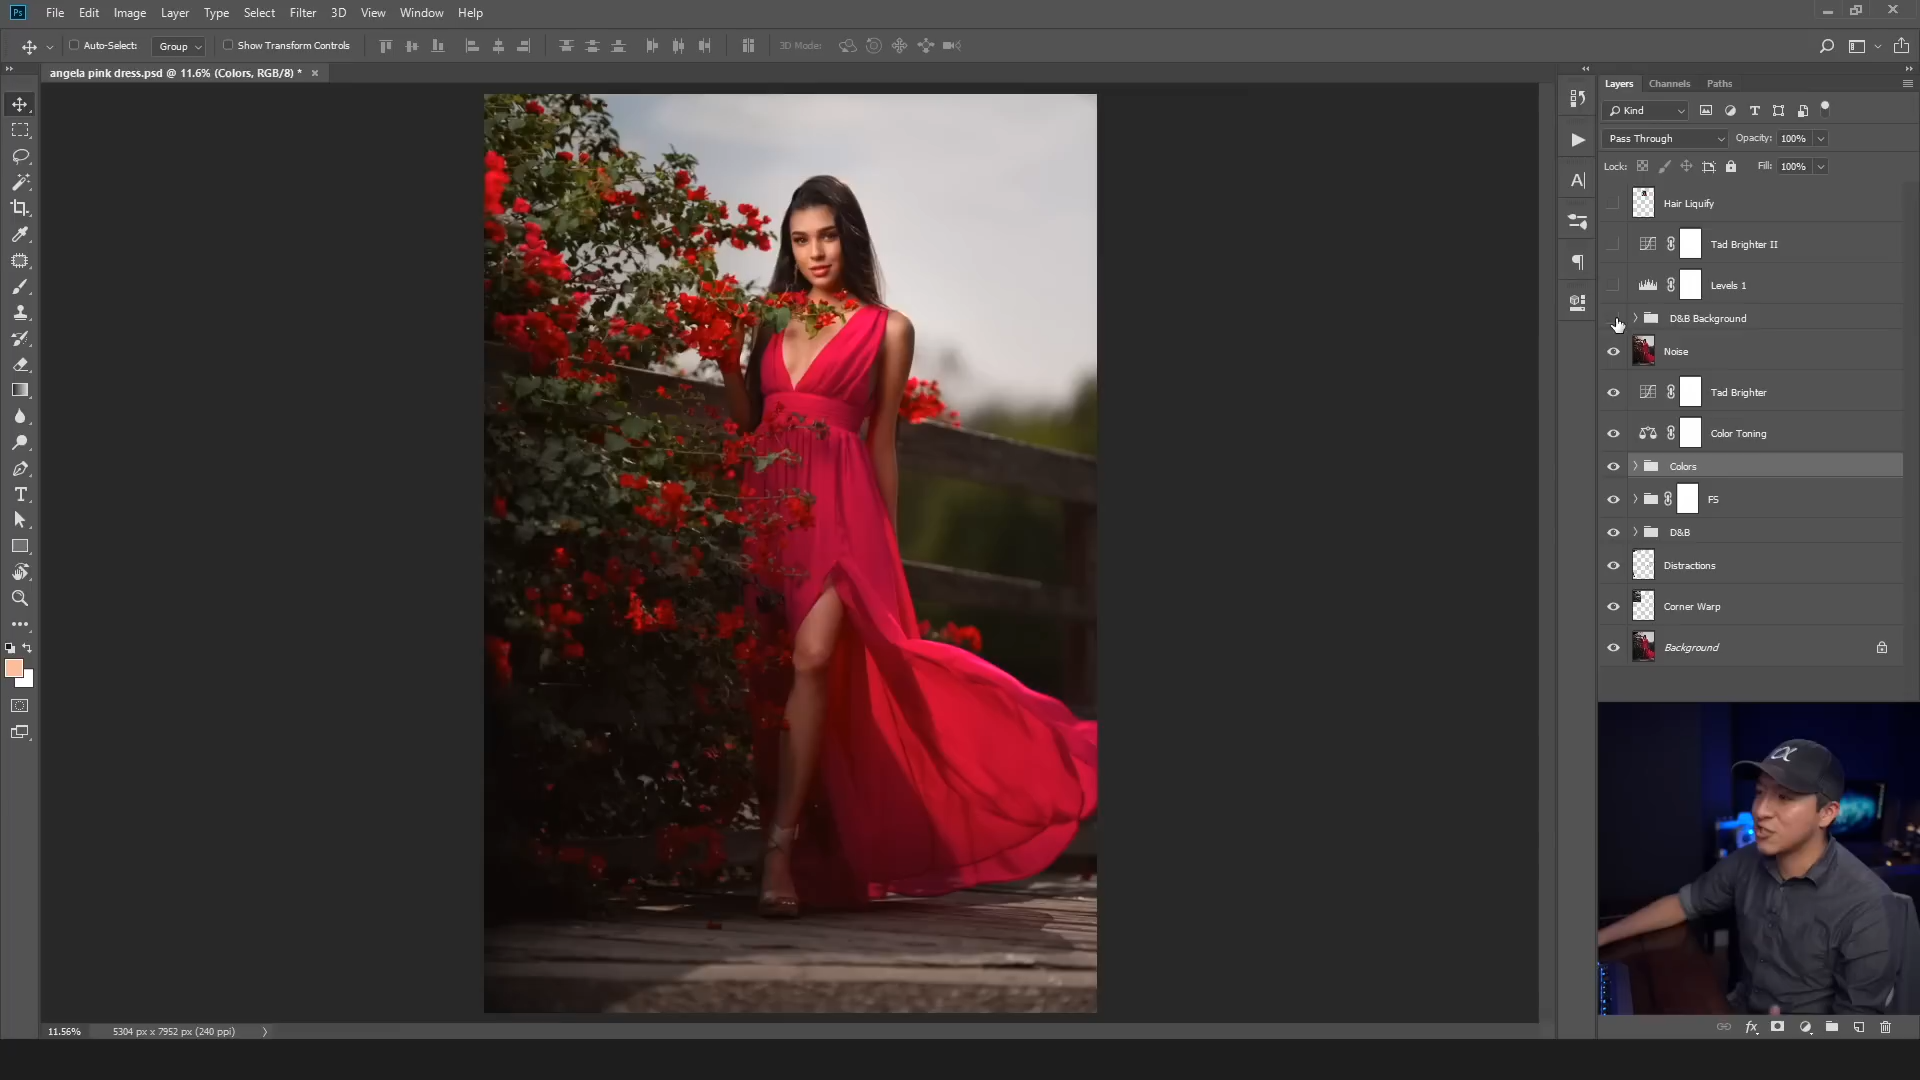 Ps File Edit Image Layer Type Select Filter 3D View Window Help
Auto-Select: Group Show Transform Controls 3D Mode:
angela pink dress.psd @ 11.6% (Colors, RGB/8) * ×
Layers Channels Paths
Kind
Pass Through Opacity: 100%
Lock: Fill: 100%
Hair Liquify
Tad Brighter II
Levels 1
D&B Background
Noise
Tad Brighter
Color Toning
Colors
FS
D&B
Distractions
Corner Warp
Background
11.56% 5304 px x 7952 px (240 ppi)